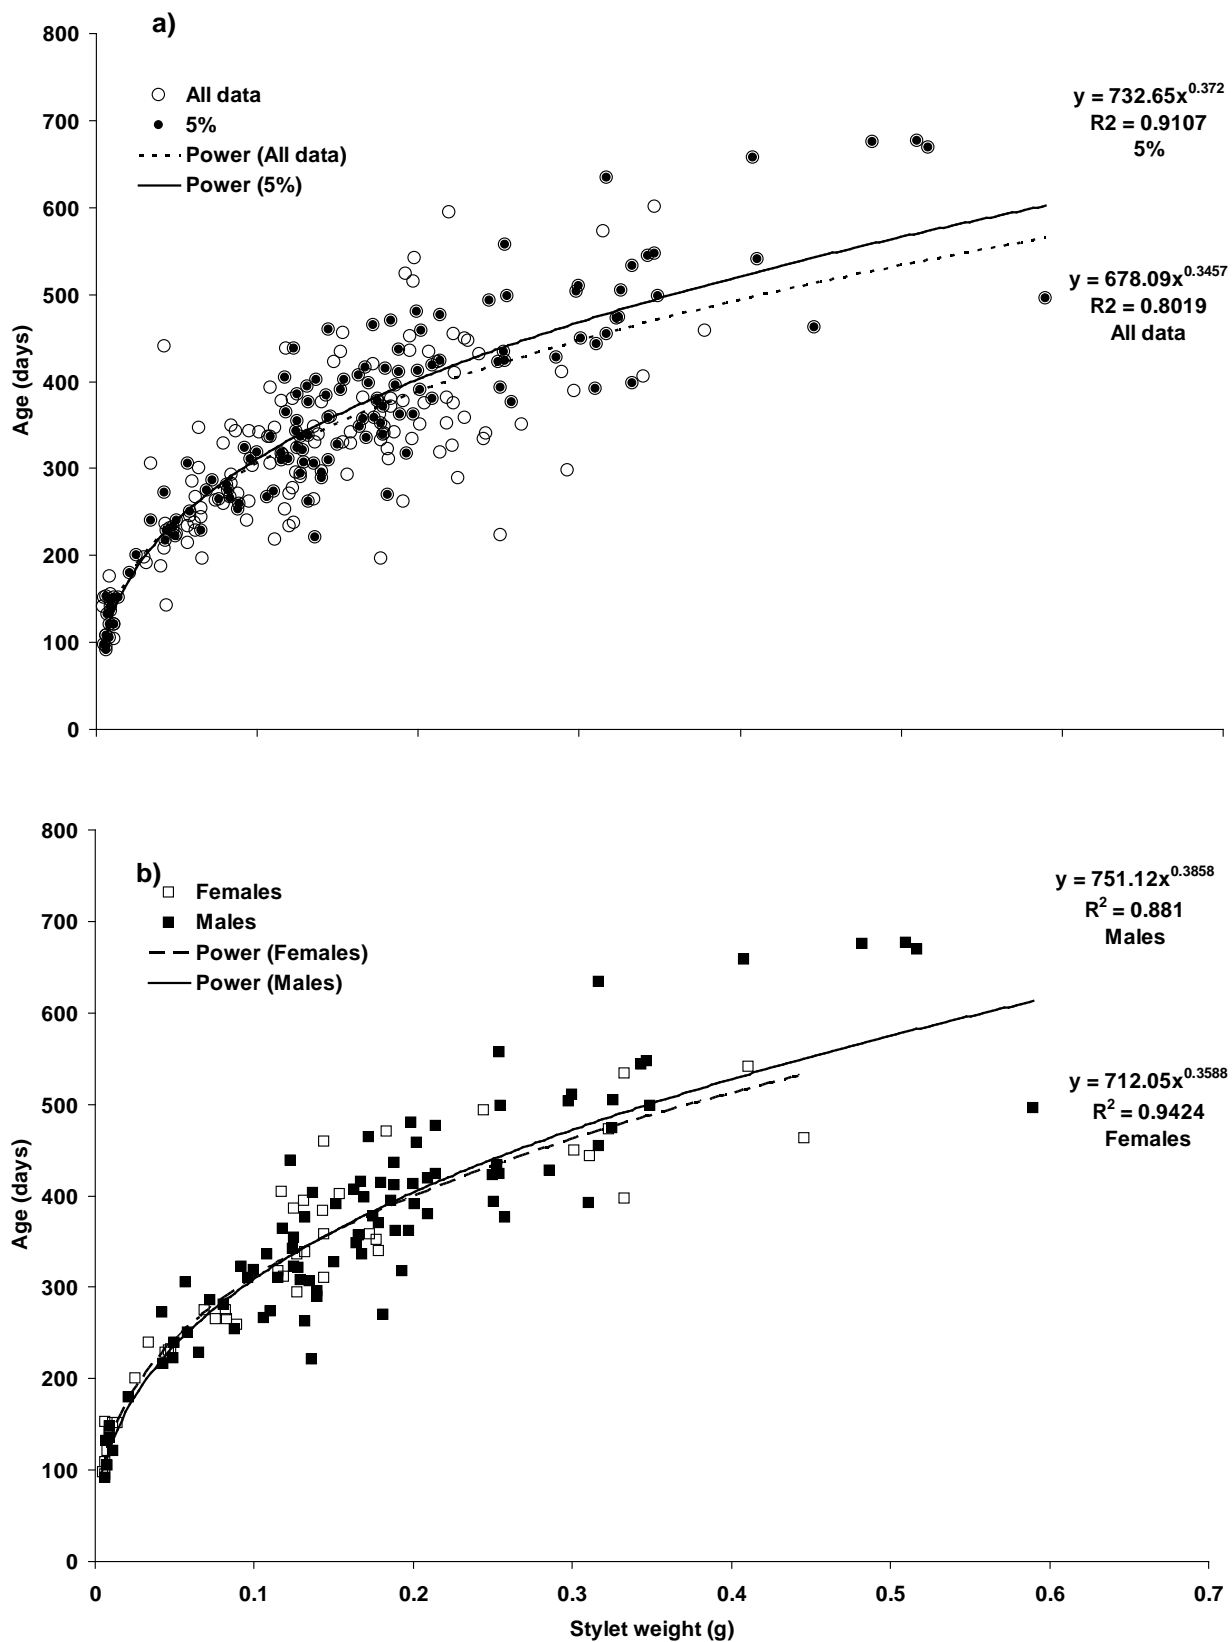 a)
800
700
600
500
400
300
200
100
0
Age (days)
All data
5%
Power (All data)
Power (5%)
y = 732.65x^0.372
R2 = 0.9107
5%
y = 678.09x^0.3457
R2 = 0.8019
All data
b)
800
700
600
500
400
300
200
100
0
Age (days)
Females
Males
Power (Females)
Power (Males)
y = 751.12x^0.3858
R² = 0.881
Males
y = 712.05x^0.3588
R² = 0.9424
Females
0 0.1 0.2 0.3 0.4 0.5 0.6 0.7
Stylet weight (g)